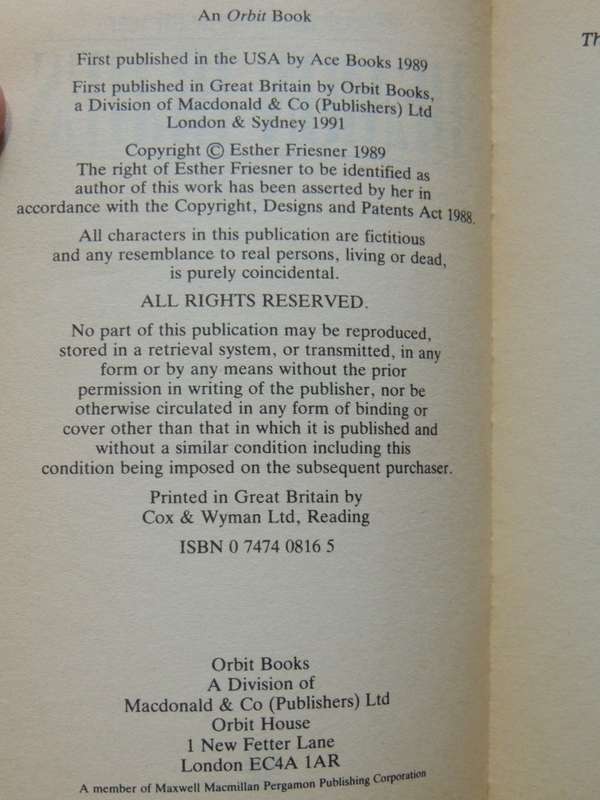 An Orbit Book
First published in the USA by Ace Books 1989
First published in Great Britain by Orbit Books,
a Division of Macdonald & Co (Publishers) Ltd
London & Sydney 1991
Copyright © Esther Friesner 1989
The right of Esther Friesner to be identified as
author of this work has been asserted by her in
accordance with the Copyright, Designs and Patents Act 1988.
All characters in this publication are fictitious
and any resemblance to real persons, living or dead,
is purely coincidental.
ALL RIGHTS RESERVED.
No part of this publication may be reproduced,
stored in a retrieval system, or transmitted, in any
form or by any means without the prior
permission in writing of the publisher, nor be
otherwise circulated in any form of binding or
cover other than that in which it is published and
without a similar condition including this
condition being imposed on the subsequent purchaser.
Printed in Great Britain by
Cox & Wyman Ltd, Reading
ISBN 0 7474 0816 5
Orbit Books
A Division of
Macdonald & Co (Publishers) Ltd
Orbit House
1 New Fetter Lane
London EC4A 1AR
A member of Maxwell Macmillan Pergamon Publishing Corporation